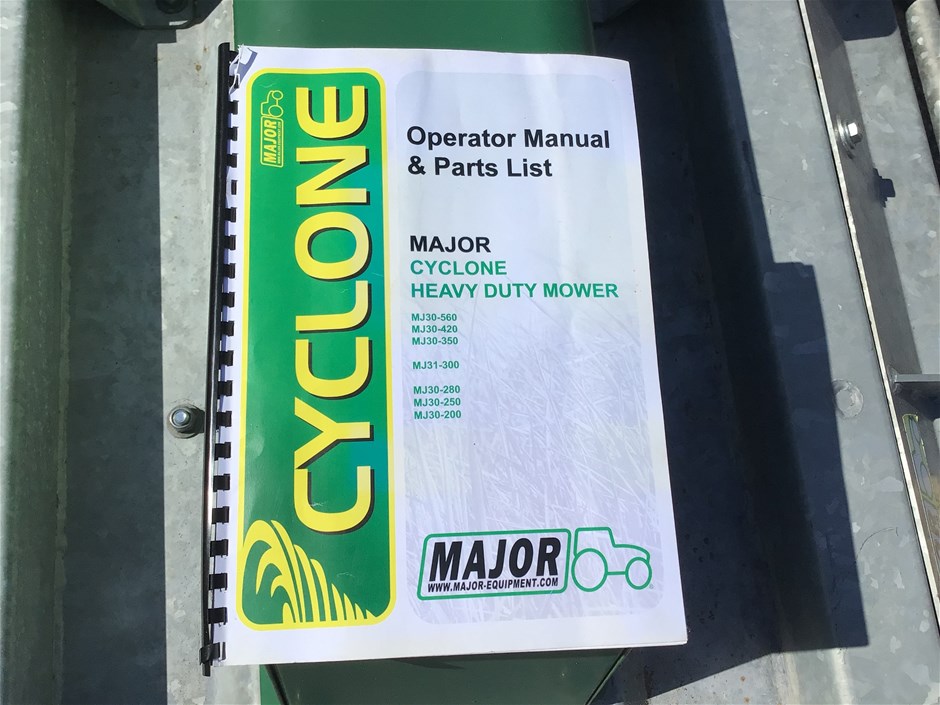 MAJOR
CYCLONE
Operator Manual
& Parts List
MAJOR
CYCLONE
HEAVY DUTY MOWER
MJ30-560
MJ30-420
MJ30-350
MJ31-300
MJ30-280
MJ30-250
MJ30-200
MAJOR
WWW.MAJOR-EQUIPMENT.COM